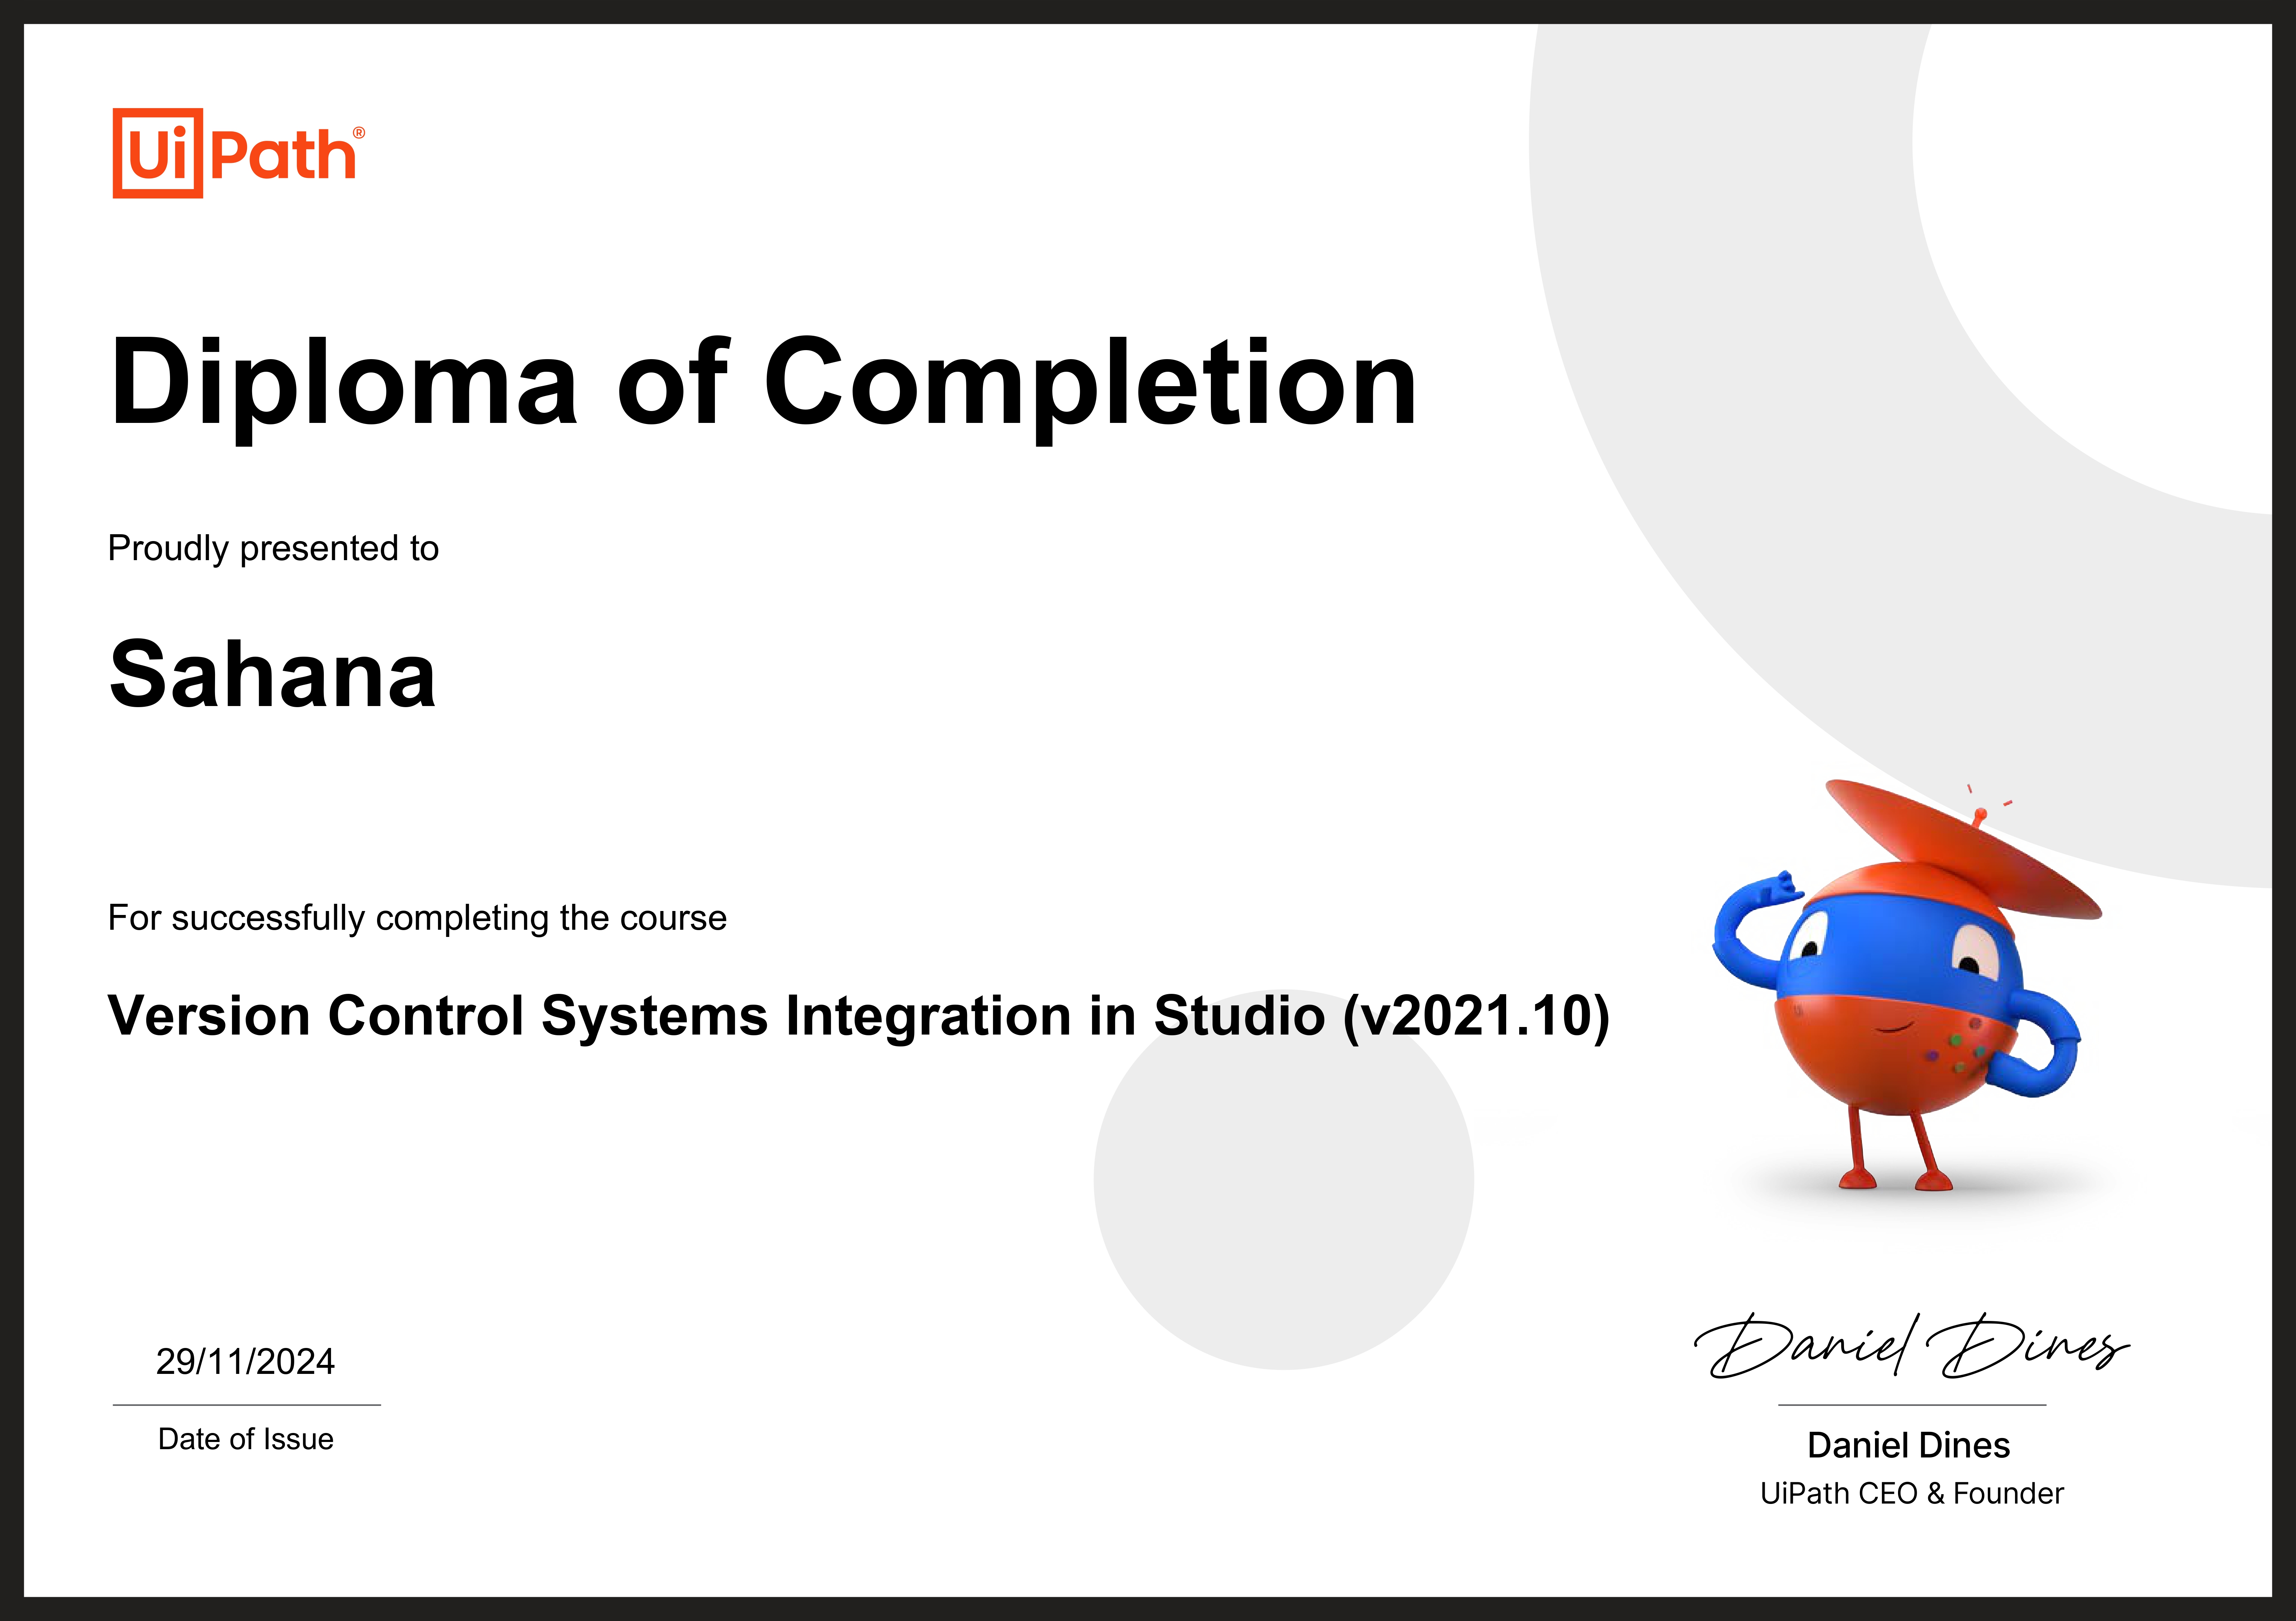 UiPath®
Diploma of Completion
Proudly presented to
Sahana
For successfully completing the course
Version Control Systems Integration in Studio (v2021.10)
29/11/2024
Date of Issue
Daniel Dines
Daniel Dines
UiPath CEO & Founder